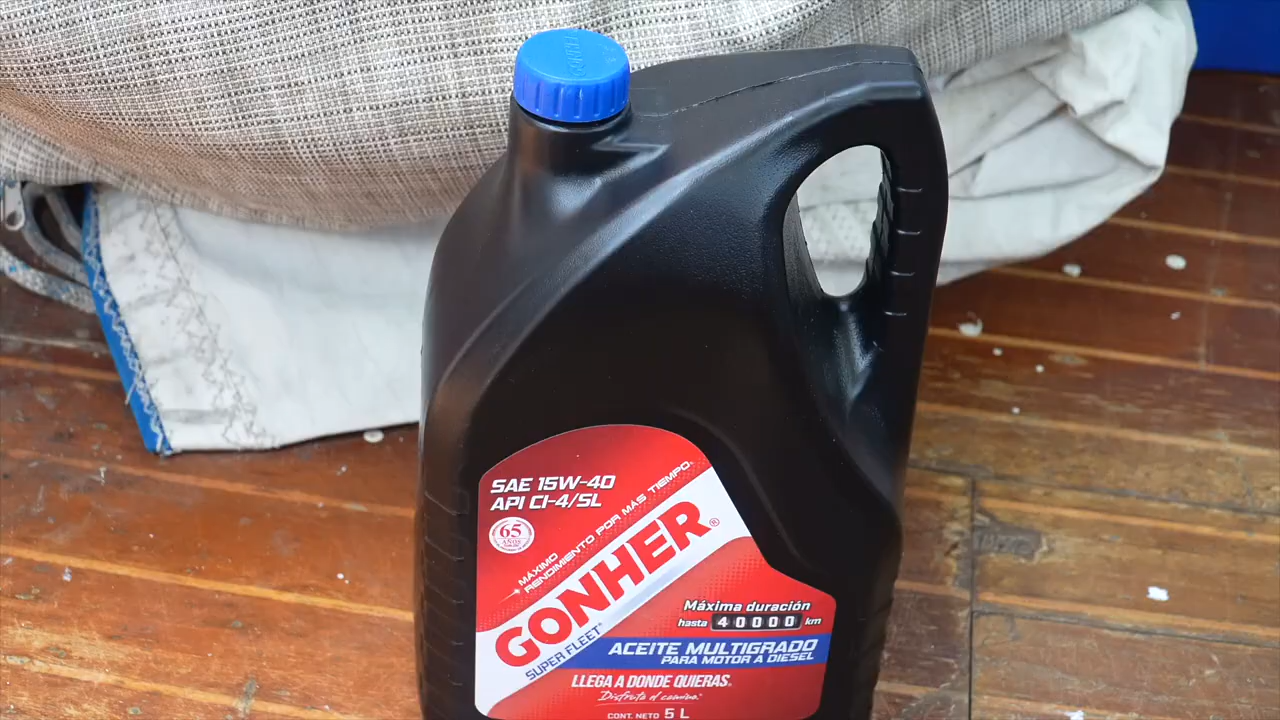 SAE 15W-40
API CI-4/SL
65
AÑOS
MÁXIMO
RENDIMIENTO POR MÁS TIEMPO.
GONHER®
SUPER FLEET®
Máxima duración
hasta 40000 km
ACEITE MULTIGRADO
PARA MOTOR A DIESEL
LLEGA A DONDE QUIERAS.
Disfruta el camino.
CONT. NETO 5 L